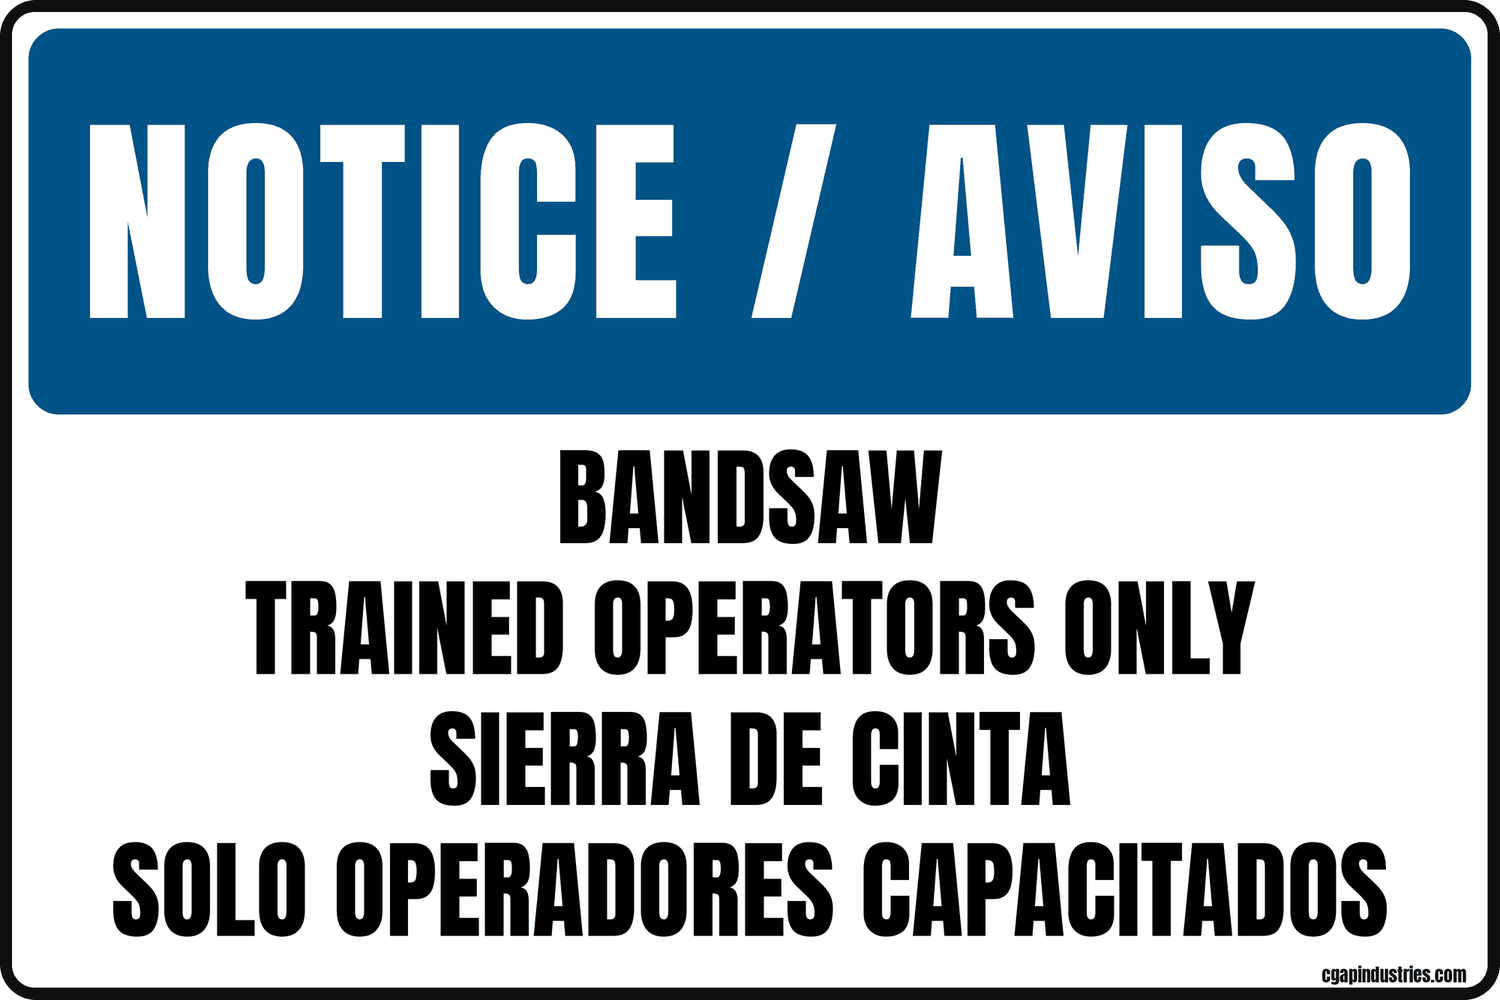 NOTICE / AVISO
BANDSAW
TRAINED OPERATORS ONLY
SIERRA DE CINTA
SOLO OPERADORES CAPACITADOS
cgapindustries.com